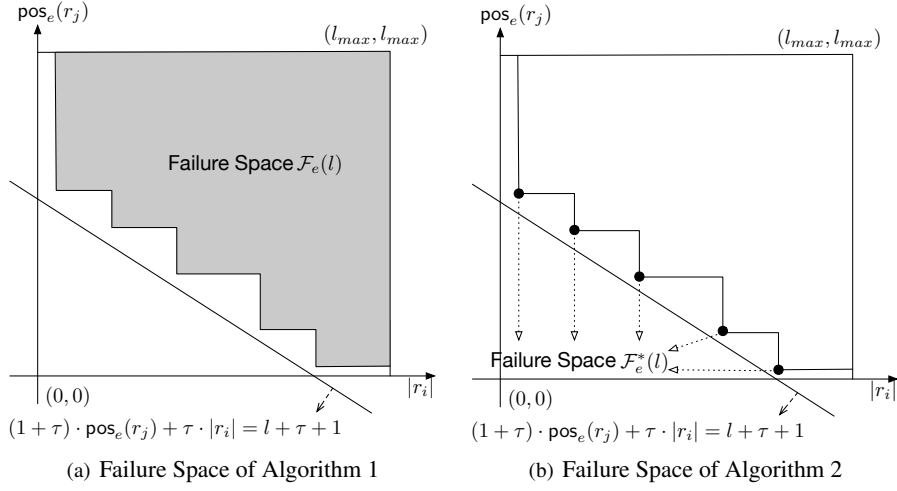 pos_e(r_j)
(l_max, l_max)
Failure Space F_e(l)
(0, 0)
|r_i|
(1 + τ) · pos_e(r_j) + τ · |r_i| = l + τ + 1
(a) Failure Space of Algorithm 1
pos_e(r_j)
(l_max, l_max)
Failure Space F_e^*(l)
(0, 0)
|r_i|
(1 + τ) · pos_e(r_j) + τ · |r_i| = l + τ + 1
(b) Failure Space of Algorithm 2